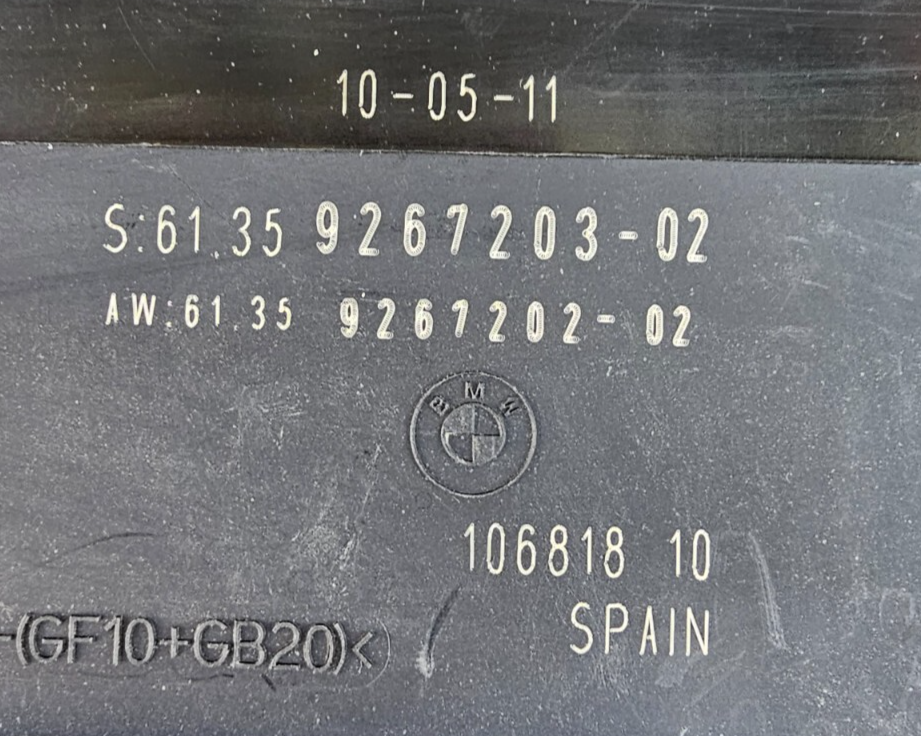 10-05-11
S:61.35 9267203-02
AW:61.35 9267202-02
BMW
106818 10
SPAIN
-(GF10+GB20)<